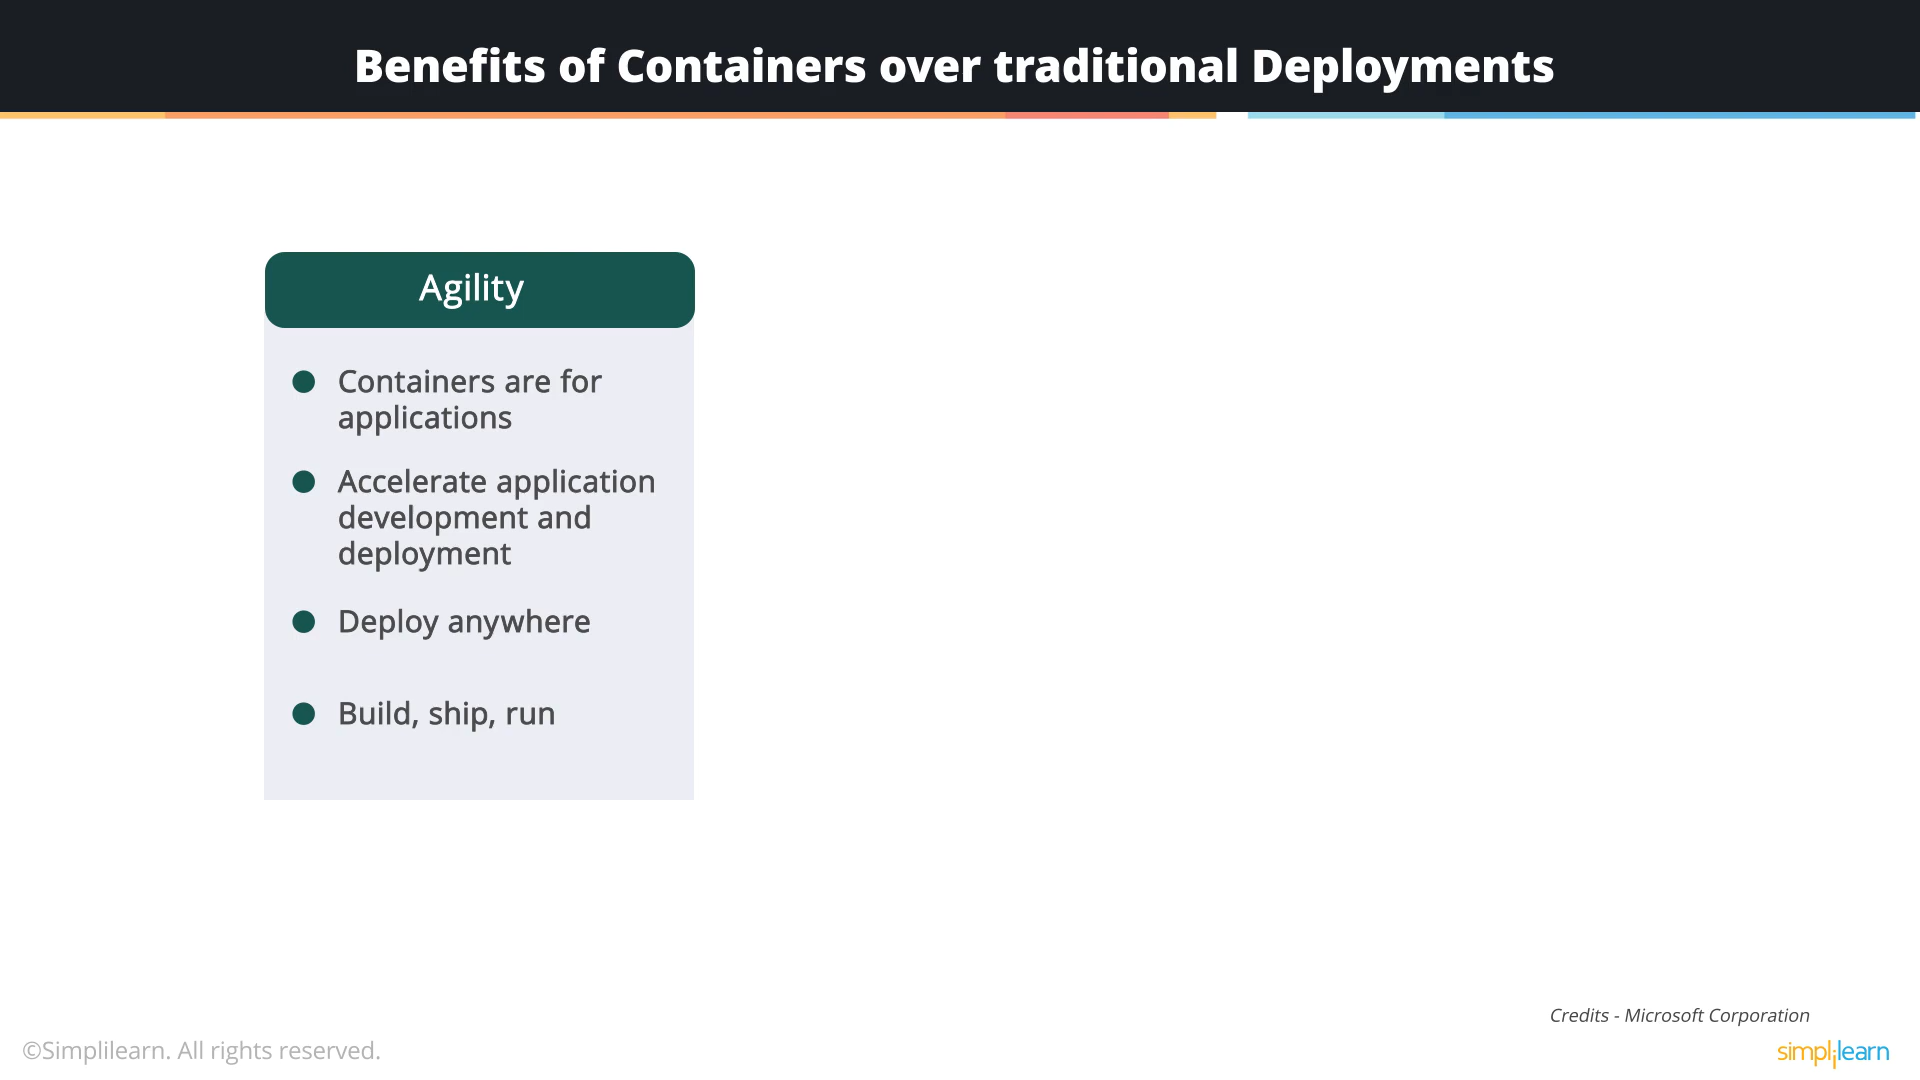 Benefits of Containers over traditional Deployments
Agility
Containers are for
applications
Accelerate application
development and
deployment
Deploy anywhere
Build, ship, run
Credits - Microsoft Corporation
©Simplilearn. All rights reserved.
simplilearn